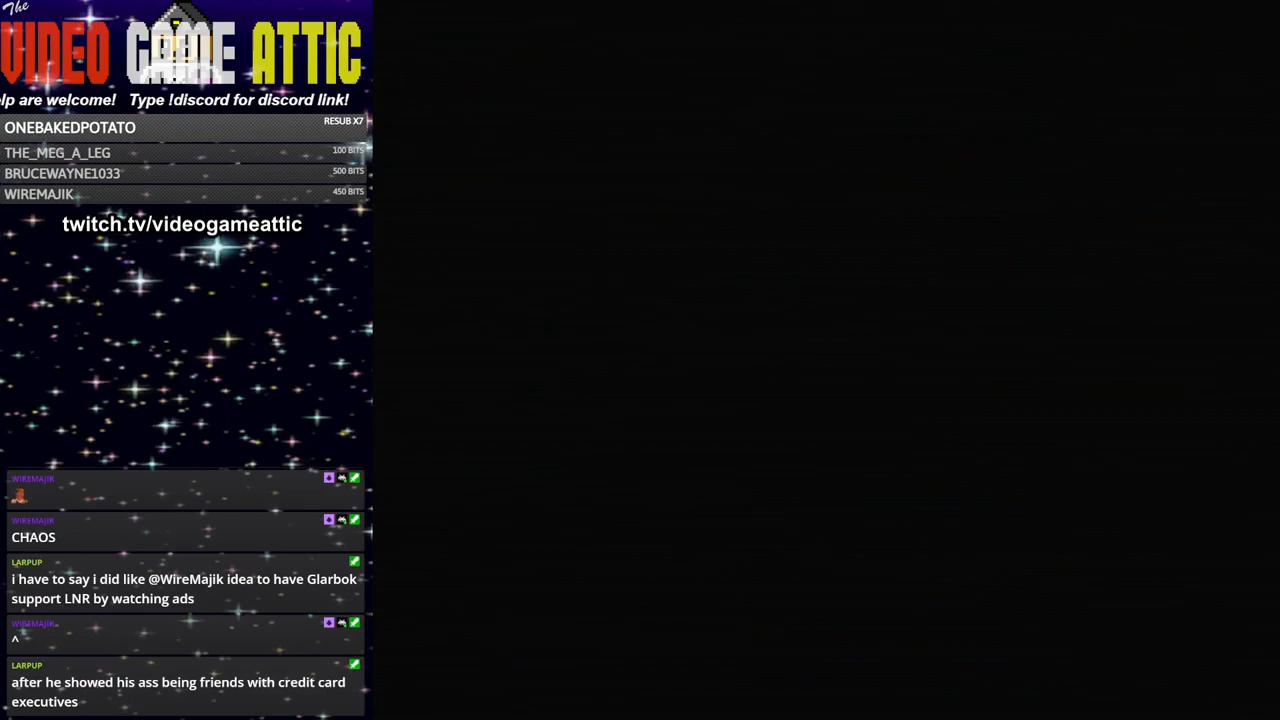 The
VIDEO GAME ATTIC
elp are welcome! Type !discord for discord link!
ONEBAKEDPOTATO RESUB X7
THE_MEG_A_LEG 100 BITS
BRUCEWAYNE1033 500 BITS
WIREMAJIK 450 BITS
twitch.tv/videogameattic
WIREMAJIK
WIREMAJIK
CHAOS
LARPUP
i have to say i did like @WireMajik idea to have Glarbok
support LNR by watching ads
WIREMAJIK
^
LARPUP
after he showed his ass being friends with credit card
executives